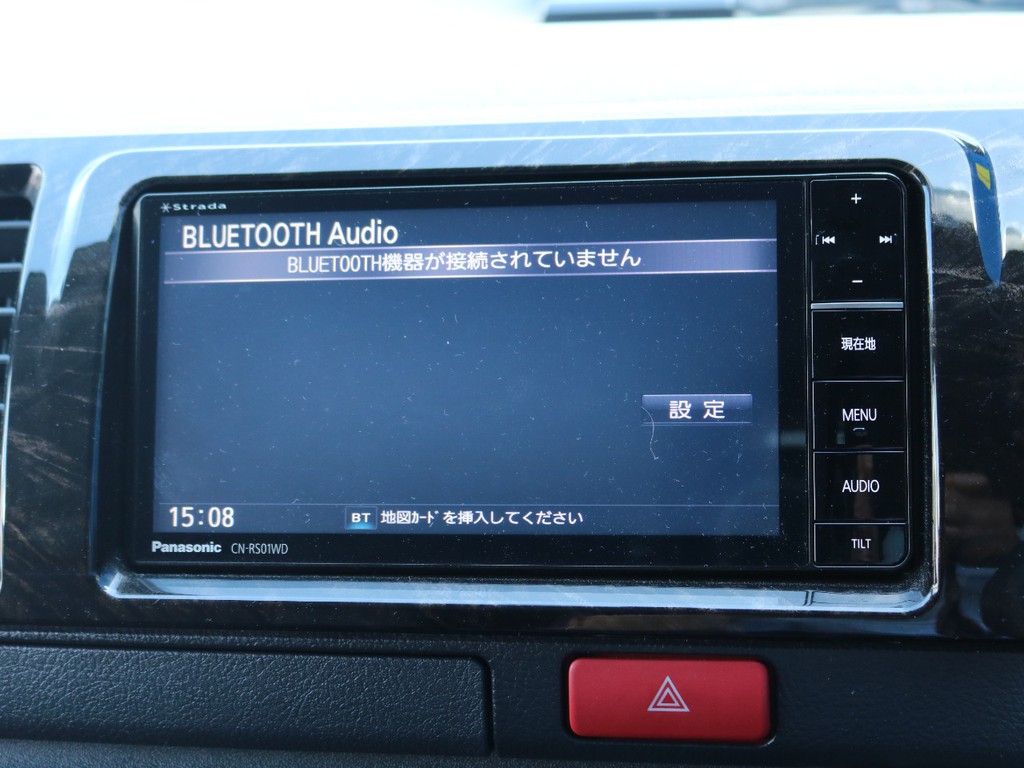 Strada
BLUETOOTH Audio
BLUETOOTH機器が接続されていません
設定
15:08
BT 地図ｶｰﾄﾞを挿入してください
Panasonic CN-RS01WD
+
−
現在地
MENU
AUDIO
TILT